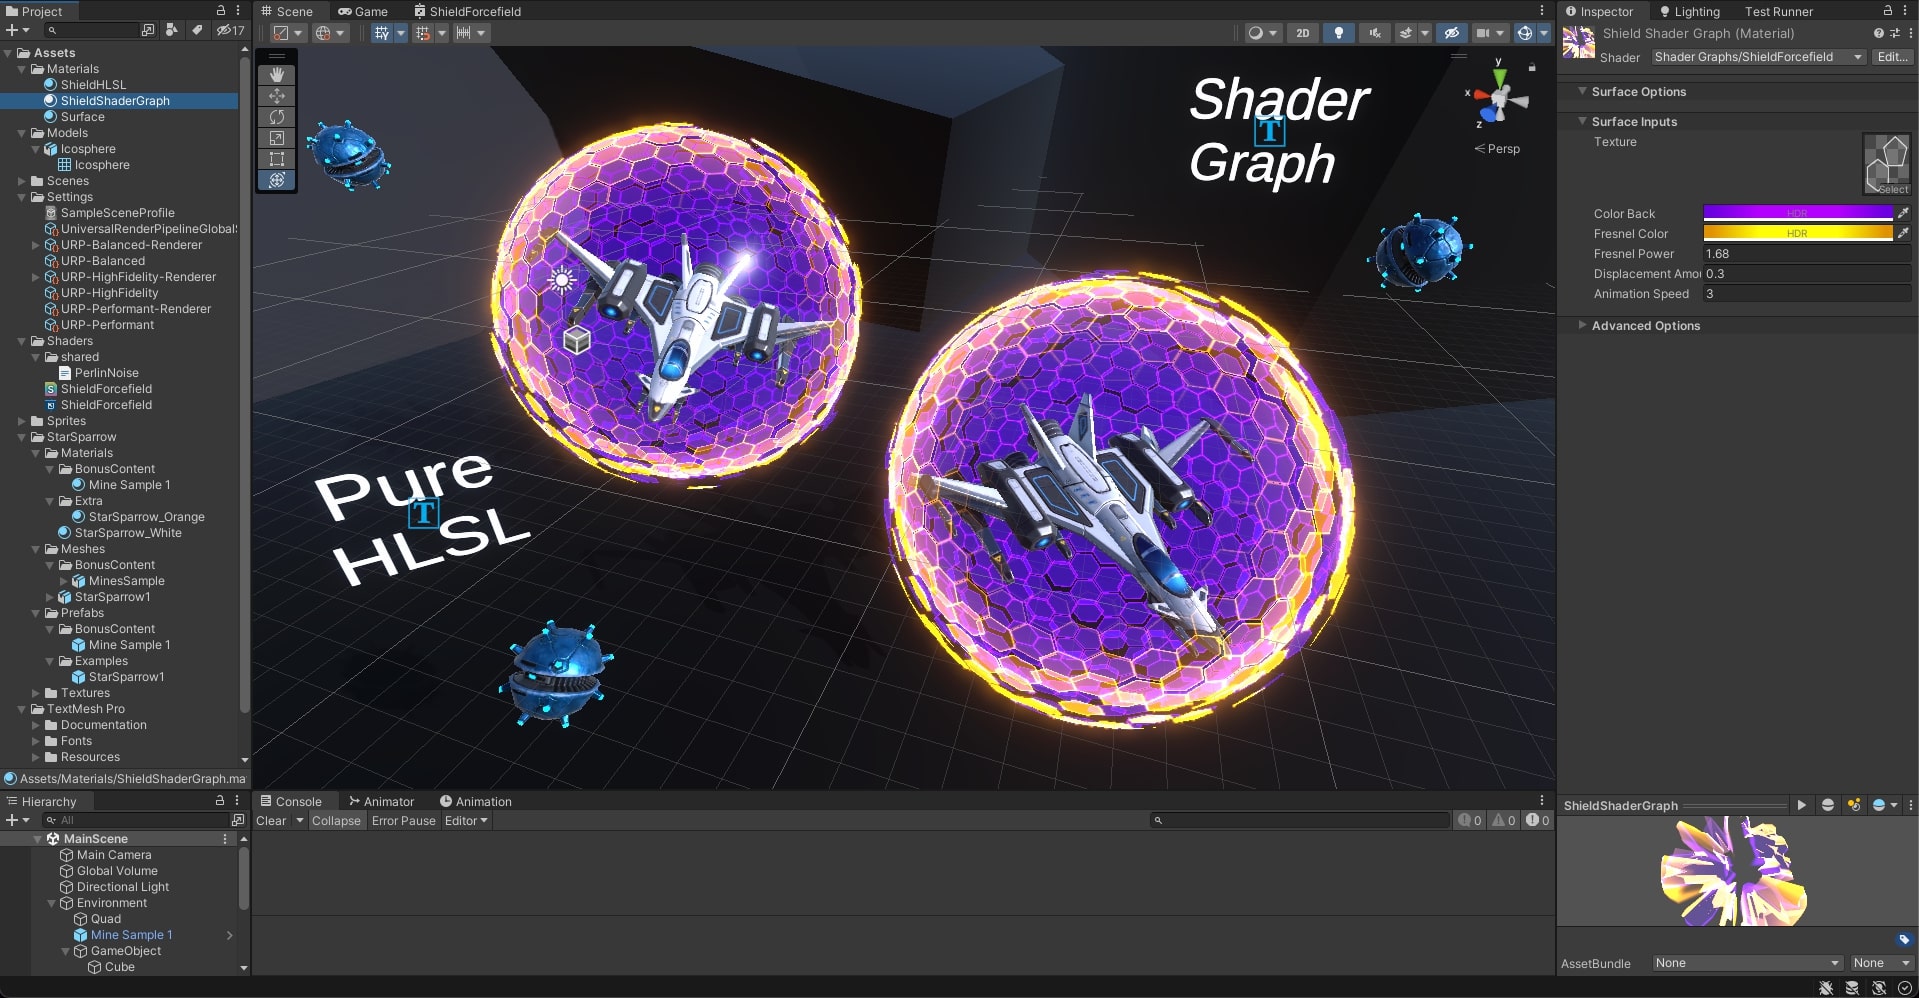 Project
17
Assets
Materials
ShieldHLSL
ShieldShaderGraph
Surface
Models
Icosphere
Icosphere
Scenes
Settings
SampleSceneProfile
UniversalRenderPipelineGlobalS
URP-Balanced-Renderer
URP-Balanced
URP-HighFidelity-Renderer
URP-HighFidelity
URP-Performant-Renderer
URP-Performant
Shaders
shared
PerlinNoise
ShieldForcefield
ShieldForcefield
Sprites
StarSparrow
Materials
BonusContent
Mine Sample 1
Extra
StarSparrow_Orange
StarSparrow_White
Meshes
BonusContent
MinesSample
StarSparrow1
Prefabs
BonusContent
Mine Sample 1
Examples
StarSparrow1
Textures
TextMesh Pro
Documentation
Fonts
Resources
Assets/Materials/ShieldShaderGraph.ma
Hierarchy
All
MainScene
Main Camera
Global Volume
Directional Light
Environment
Quad
Mine Sample 1
GameObject
Cube
Scene Game ShieldForcefield
2D
Shader
T
Graph
y
x
z
Persp
Pure
T
HLSL
Console Animator Animation
Clear Collapse Error Pause Editor
0 0 0
Inspector Lighting Test Runner
Shield Shader Graph (Material)
Shader Shader Graphs/ShieldForcefield Edit...
Surface Options
Surface Inputs
Texture
Select
Color Back HDR
Fresnel Color HDR
Fresnel Power 1.68
Displacement Amou 0.3
Animation Speed 3
Advanced Options
ShieldShaderGraph
AssetBundle None None